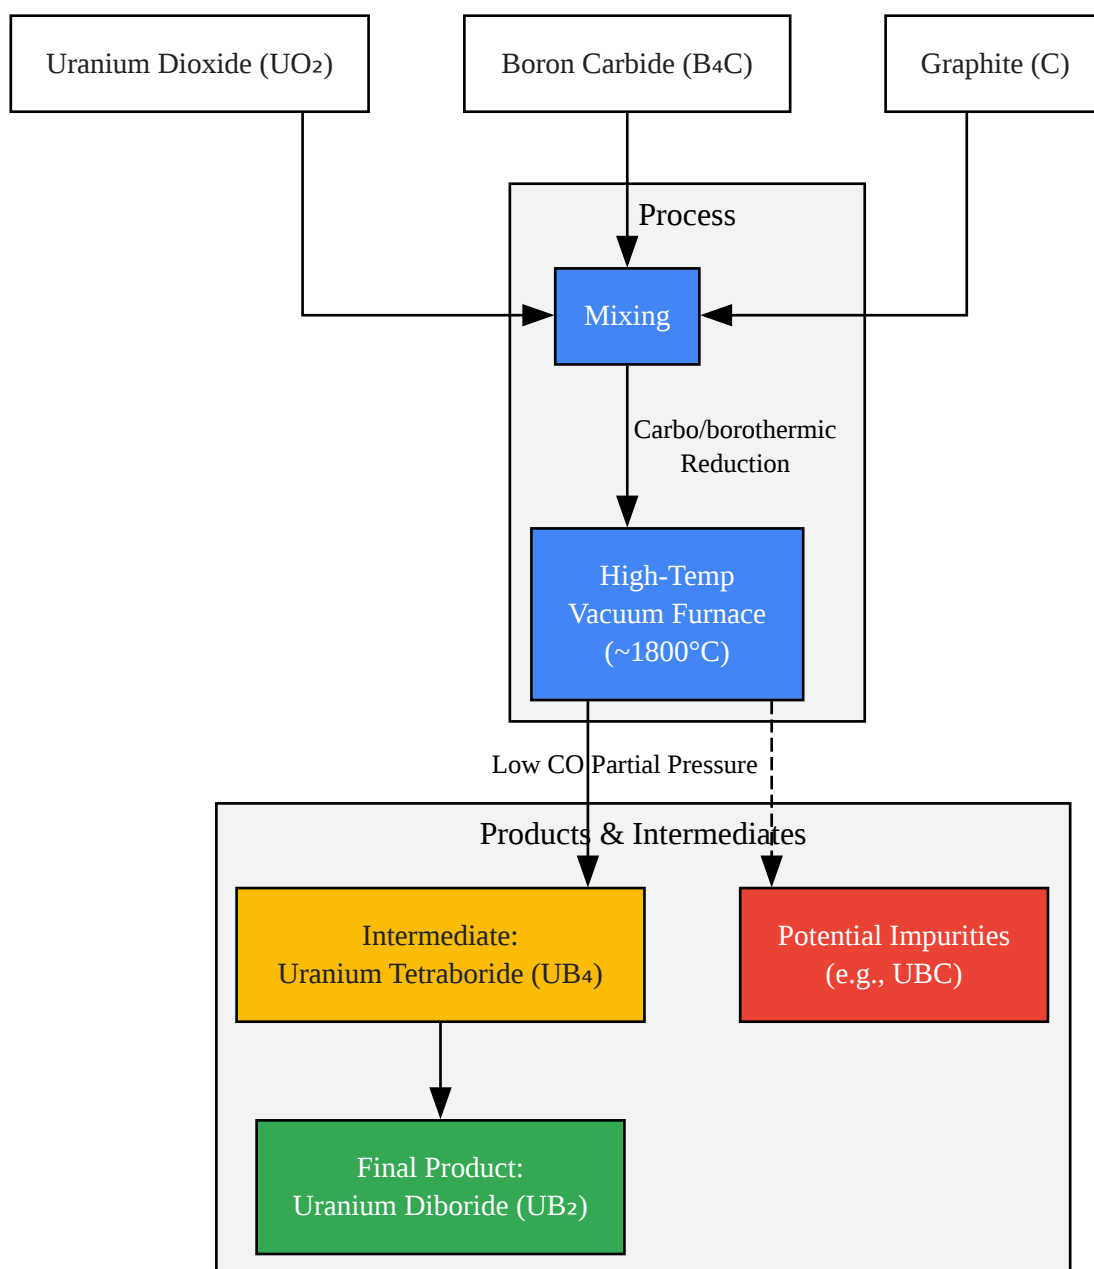 Uranium Dioxide (UO₂)
Boron Carbide (B₄C)
Graphite (C)
Process
Mixing
Carbo/borothermic
Reduction
High-Temp
Vacuum Furnace
(~1800°C)
Low CO Partial Pressure
Products & Intermediates
Intermediate:
Uranium Tetraboride (UB₄)
Potential Impurities
(e.g., UBC)
Final Product:
Uranium Diboride (UB₂)